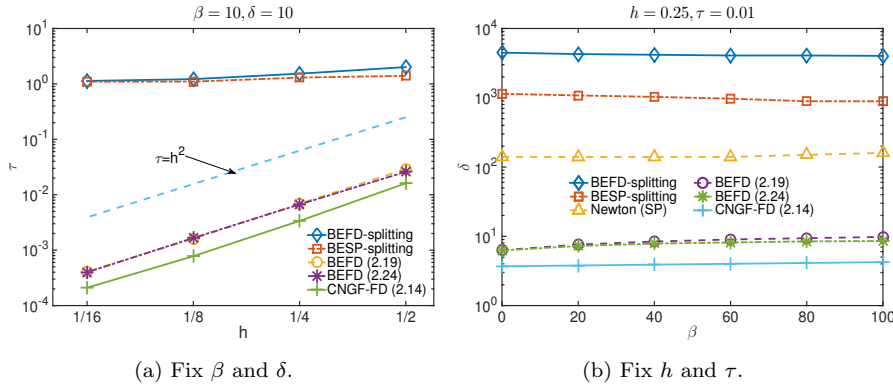 β = 10, δ = 10
10^1
10^0
10^-1
10^-2
10^-3
10^-4
τ
τ=h^2
BEFD-splitting
BESP-splitting
BEFD (2.19)
BEFD (2.24)
CNGF-FD (2.14)
1/16
1/8
1/4
1/2
h
(a) Fix β and δ.
h = 0.25, τ = 0.01
10^4
10^3
10^2
10^1
10^0
δ
BEFD-splitting
BESP-splitting
Newton (SP)
BEFD (2.19)
BEFD (2.24)
CNGF-FD (2.14)
0
20
40
60
80
100
β
(b) Fix h and τ.